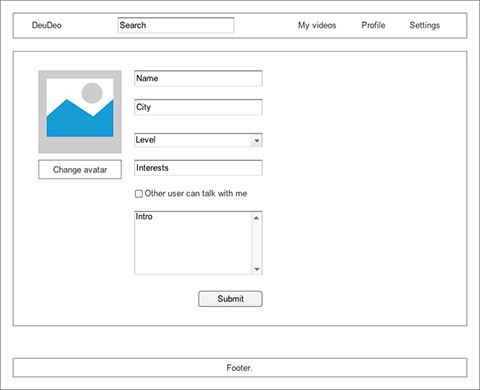 DeuDeo
Search
My videos
Profile
Settings
Name
City
Level
Change avatar
Interests
Other user can talk with me
Intro
Submit
Footer.